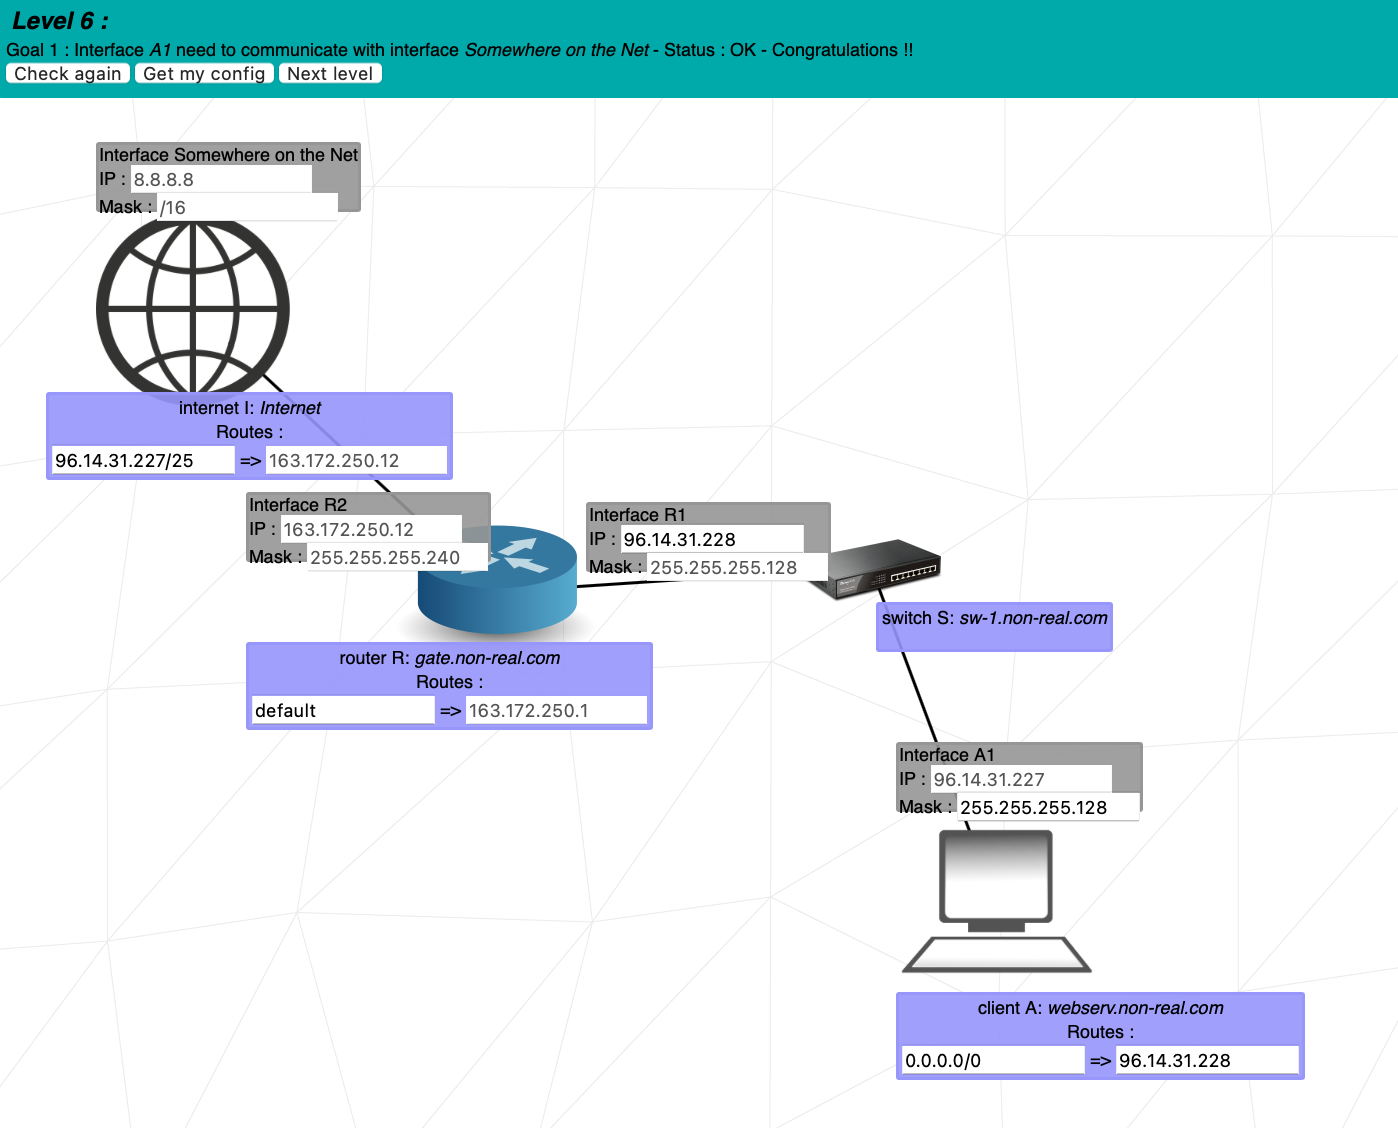 Level 6 :
Goal 1 : Interface A1 need to communicate with interface Somewhere on the Net - Status : OK - Congratulations !!
Check again Get my config Next level
Interface Somewhere on the Net
IP : 8.8.8.8
Mask : /16
internet I: Internet
Routes :
96.14.31.227/25 => 163.172.250.12
Interface R2
IP : 163.172.250.12
Mask : 255.255.255.240
Interface R1
IP : 96.14.31.228
Mask : 255.255.255.128
switch S: sw-1.non-real.com
router R: gate.non-real.com
Routes :
default => 163.172.250.1
Interface A1
IP : 96.14.31.227
Mask : 255.255.255.128
client A: webserv.non-real.com
Routes :
0.0.0.0/0 => 96.14.31.228